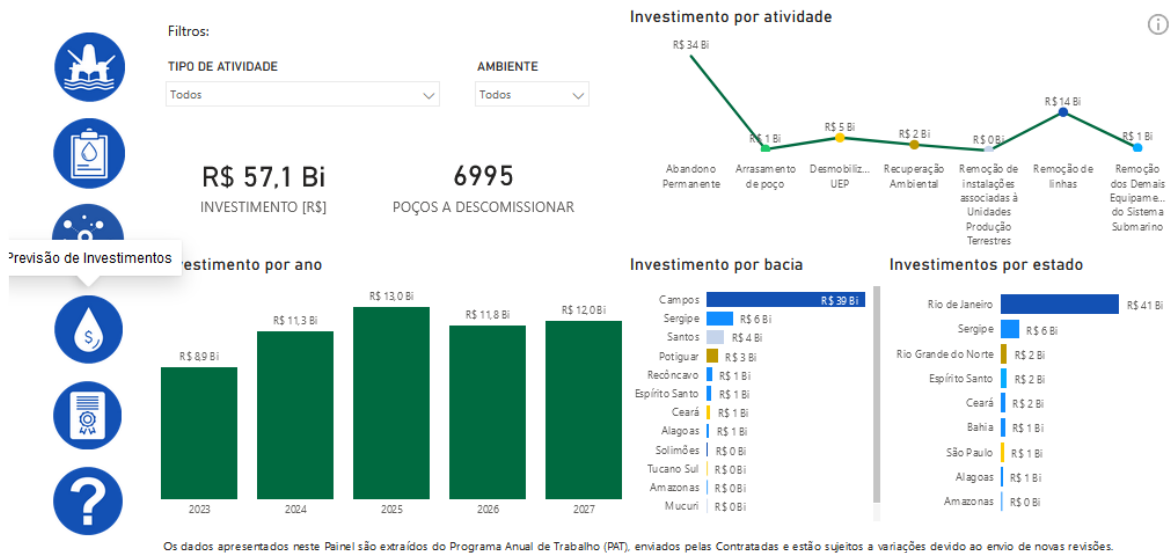 Filtros:
TIPO DE ATIVIDADE
Todos
AMBIENTE
Todos
R$ 57,1 Bi
INVESTIMENTO [R$]
6995
POÇOS A DESCOMISSIONAR
Investimento por atividade
R$ 34 Bi
R$ 1 Bi
R$ 5 Bi
R$ 2 Bi
R$ 0 Bi
R$ 14 Bi
R$ 1 Bi
Abandono
Permanente
Arrasamento
de poço
Desmobiliz...
UEP
Recuperação
Ambiental
Remoção de
instalações
associadas à
Unidades
Produção
Terrestres
Remoção de
linhas
Remoção
dos Demais
Equipame...
do Sistema
Submarino
Previsão de Investimentos
vestimento por ano
R$ 8,9 Bi
R$ 11,3 Bi
R$ 13,0 Bi
R$ 11,8 Bi
R$ 12,0 Bi
2023
2024
2025
2026
2027
Investimento por bacia
Campos R$ 39 Bi
Sergipe R$ 6 Bi
Santos R$ 4 Bi
Potiguar R$ 3 Bi
Recôncavo R$ 1 Bi
Espírito Santo R$ 1 Bi
Ceará R$ 1 Bi
Alagoas R$ 1 Bi
Solimões R$ 0 Bi
Tucano Sul R$ 0 Bi
Amazonas R$ 0 Bi
Mucuri R$ 0 Bi
Investimentos por estado
Rio de Janeiro R$ 41 Bi
Sergipe R$ 6 Bi
Rio Grande do Norte R$ 2 Bi
Espírito Santo R$ 2 Bi
Ceará R$ 2 Bi
Bahia R$ 1 Bi
São Paulo R$ 1 Bi
Alagoas R$ 1 Bi
Amazonas R$ 0 Bi
Os dados apresentados neste Painel são extraídos do Programa Anual de Trabalho (PAT), enviados pelas Contratadas e estão sujeitos a variações devido ao envio de novas revisões.